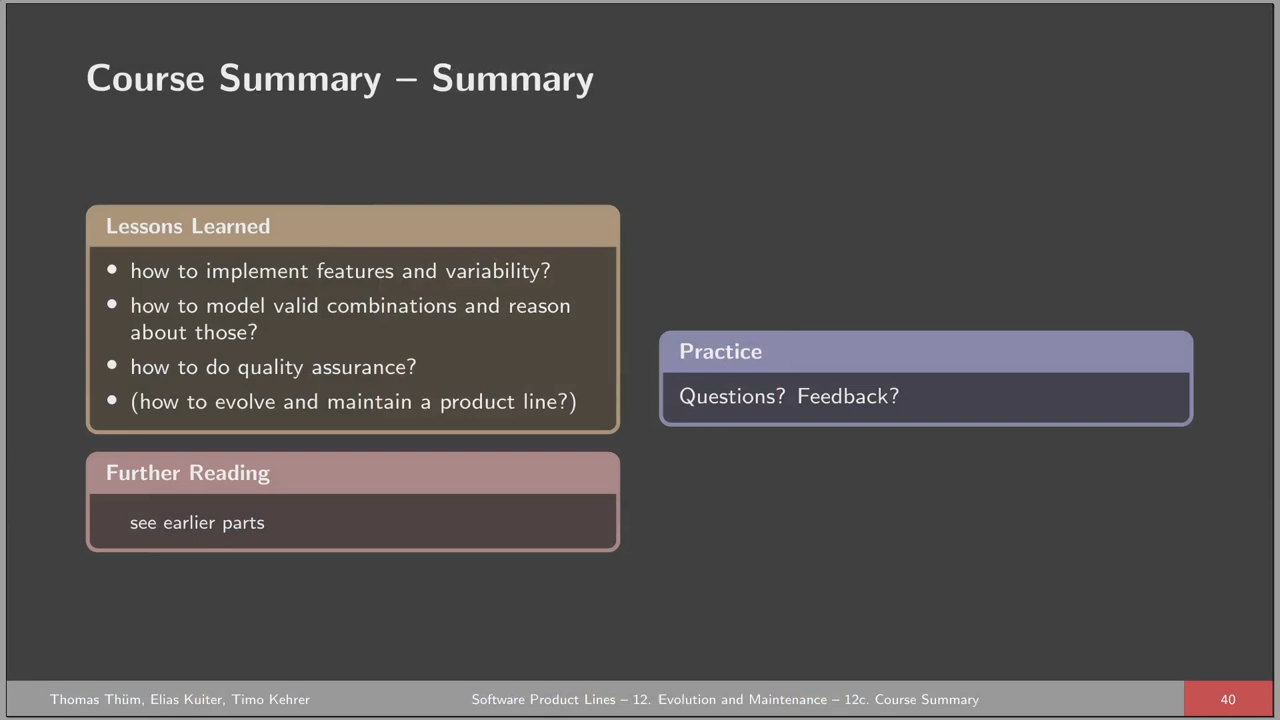 Course Summary – Summary
Lessons Learned
• how to implement features and variability?
• how to model valid combinations and reason
about those?
• how to do quality assurance?
• (how to evolve and maintain a product line?)
Further Reading
see earlier parts
Practice
Questions? Feedback?
Thomas Thüm, Elias Kuiter, Timo Kehrer
Software Product Lines – 12. Evolution and Maintenance – 12c. Course Summary
40